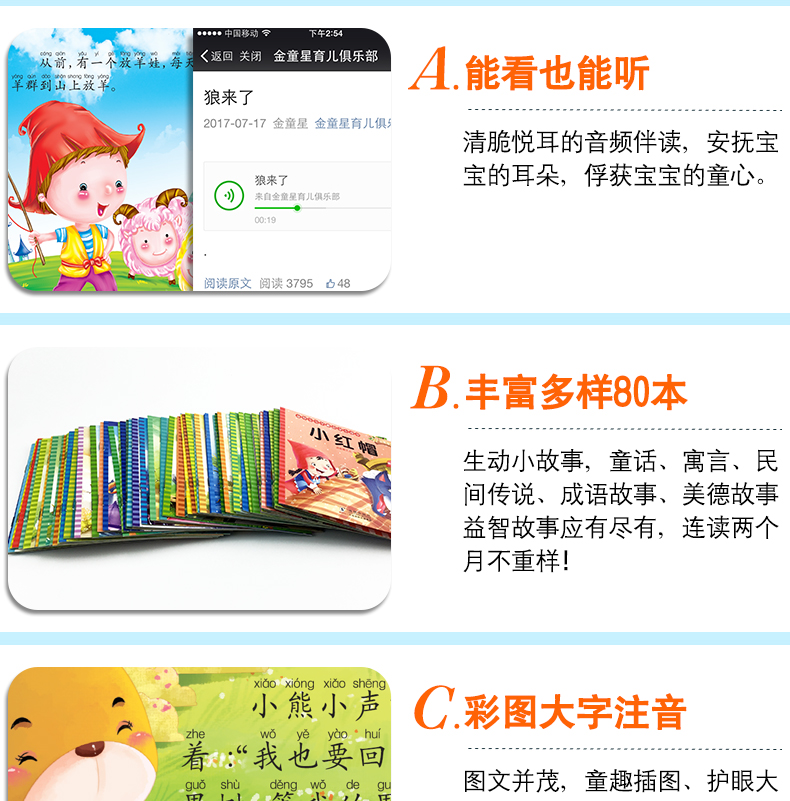 cóng qián yǒu yí gè fàng yáng wá měi
从前,有一个放羊娃,每天
yáng qún dào shān shang fàng yáng
羊群到山上放羊。
中国移动 下午2:54
返回 关闭 金童星育儿俱乐部
狼来了
2017-07-17 金童星 金童星育儿俱
狼来了
来自金童星育儿俱乐部
00:19
阅读原文 阅读 3795 48
A.能看也能听
清脆悦耳的音频伴读,安抚宝
宝的耳朵,俘获宝宝的童心。
小红帽
B.丰富多样80本
生动小故事,童话、寓言、民
间传说、成语故事、美德故事
益智故事应有尽有,连读两个
月不重样!
xiǎo xióng xiǎo shēng
小熊小声
zhe wǒ yě yào huí
着:“我也要回
guǒ shù děng wǒ de guǒ
C.彩图大字注音
图文并茂,童趣插图、护眼大